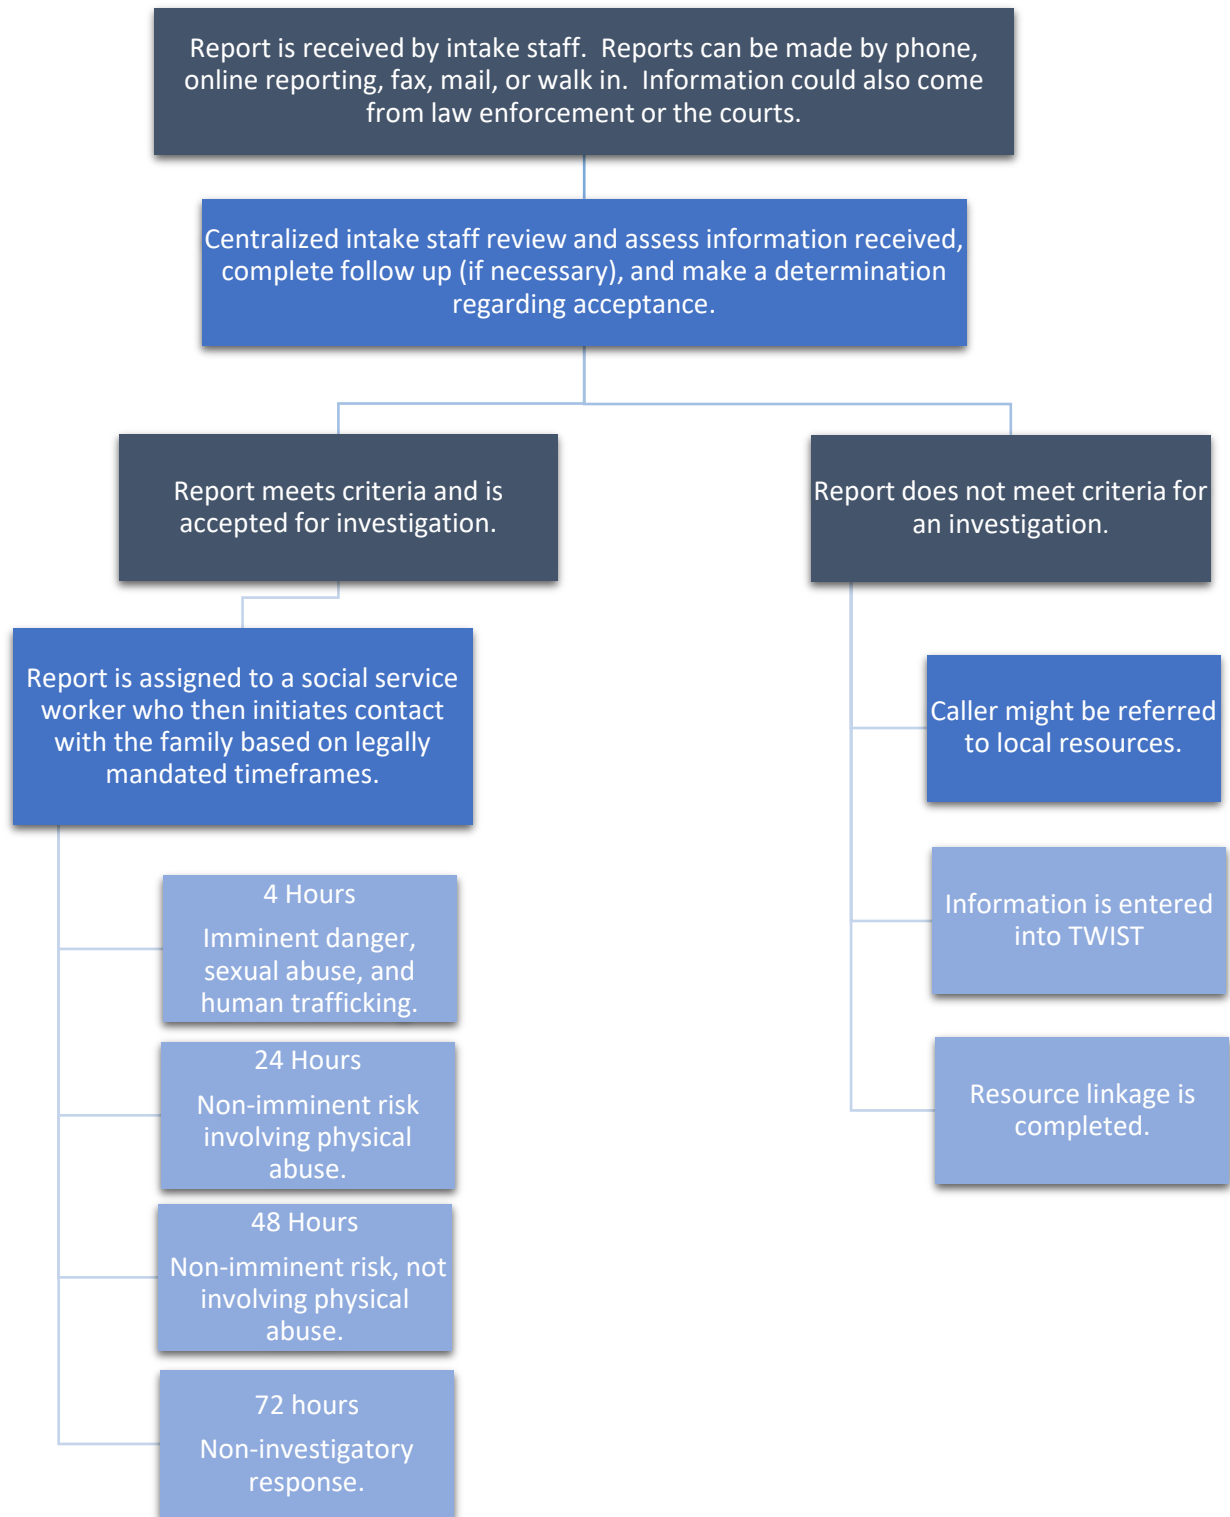 Report is received by intake staff.  Reports can be made by phone,
online reporting, fax, mail, or walk in.  Information could also come
from law enforcement or the courts.
Centralized intake staff review and assess information received,
complete follow up (if necessary), and make a determination
regarding acceptance.
Report meets criteria and is
accepted for investigation.
Report is assigned to a social service
worker who then initiates contact
with the family based on legally
mandated timeframes.
4 Hours
Imminent danger,
sexual abuse, and
human trafficking.
24 Hours
Non-imminent risk
involving physical
abuse.
48 Hours
Non-imminent risk, not
involving physical
abuse.
72 hours
Non-investigatory
response.
Report does not meet criteria for
an investigation.
Caller might be referred
to local resources.
Information is entered
into TWIST
Resource linkage is
completed.